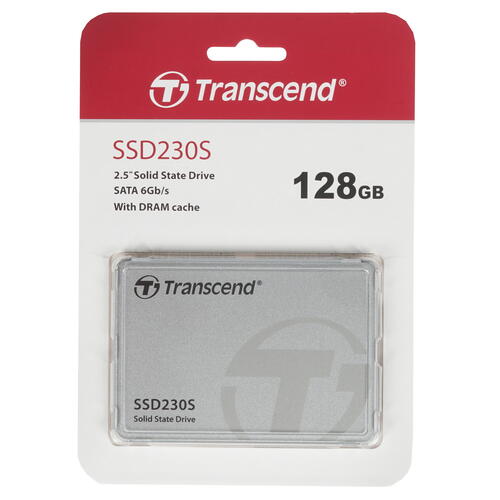 Transcend®
SSD230S
2.5" Solid State Drive
SATA 6Gb/s
With DRAM cache
128GB
Transcend®
SSD230S
Solid State Drive